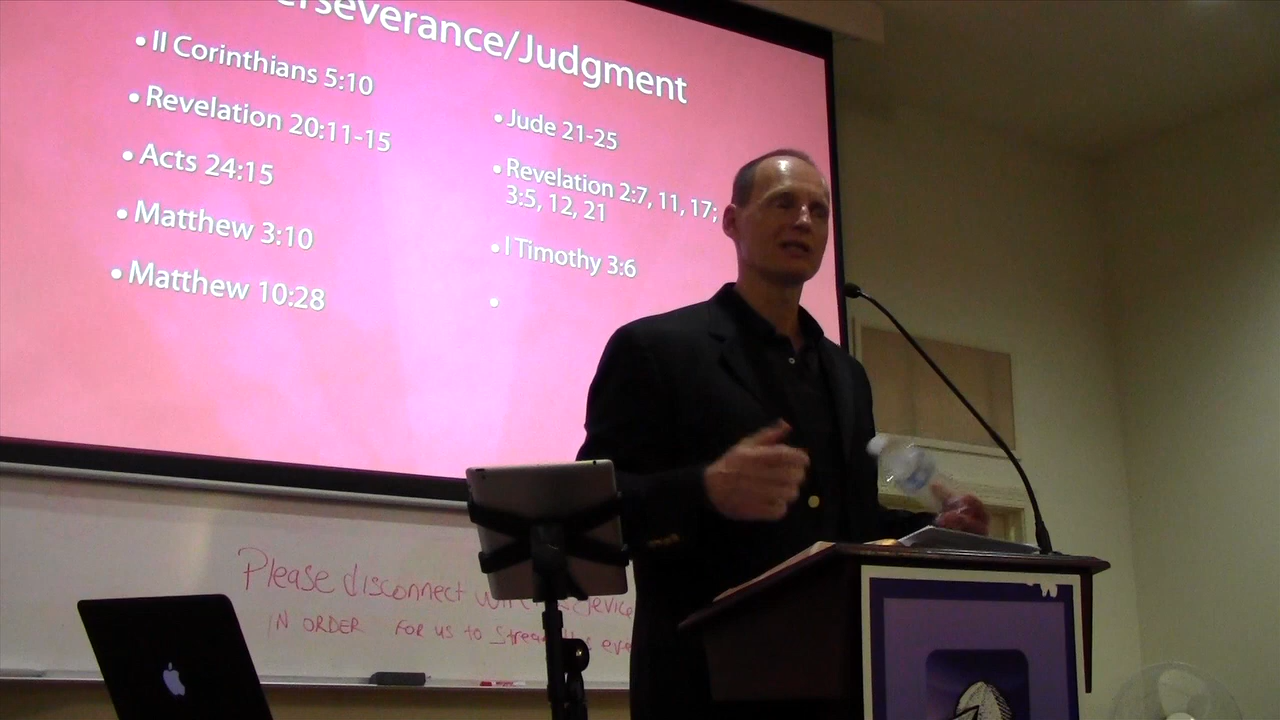 erseverance/Judgment
• II Corinthians 5:10
• Revelation 20:11-15
• Acts 24:15
• Matthew 3:10
• Matthew 10:28
• Jude 21-25
• Revelation 2:7, 11, 17;
3:5, 12, 21
• I Timothy 3:6
•
Please disconnect
IN ORDER FOR us to